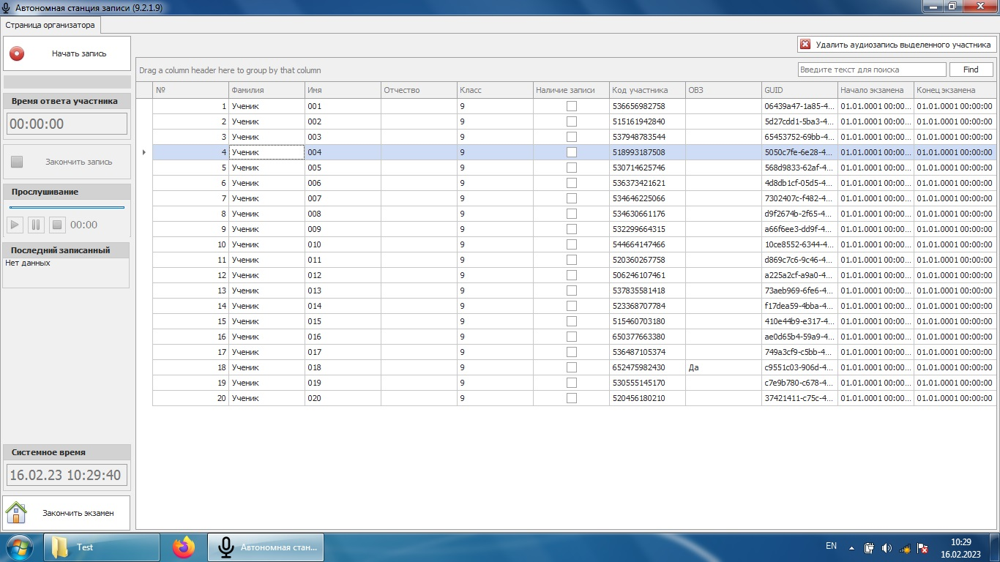 Автономная станция записи (9.2.1.9)
Страница организатора
Начать запись
Удалить аудиозапись выделенного участника
Drag a column header here to group by that column
Введите текст для поиска
Find
Время ответа участника
00:00:00
Закончить запись
Прослушивание
00:00
Последний записанный
Нет данных
Системное время
16.02.23 10:29:40
Закончить экзамен
№ Фамилия Имя Отчество Класс Наличие записи Код участника ОВЗ GUID Начало экзамена Конец экзамена
1 Ученик 001 9 536656982758 06439a47-1a85-4... 01.01.0001 00:00... 01.01.0001 00:00:00
2 Ученик 002 9 515161942840 5d27cdd1-5ba3-4... 01.01.0001 00:00... 01.01.0001 00:00:00
3 Ученик 003 9 537948783544 65453752-69bb-4... 01.01.0001 00:00... 01.01.0001 00:00:00
4 Ученик 004 9 518993187508 5050c7fe-6e28-4... 01.01.0001 00:00... 01.01.0001 00:00:00
5 Ученик 005 9 530714625746 568d9833-62af-4... 01.01.0001 00:00... 01.01.0001 00:00:00
6 Ученик 006 9 536373421621 4d8db1cf-05d5-4... 01.01.0001 00:00... 01.01.0001 00:00:00
7 Ученик 007 9 534646225066 7302407c-f482-4... 01.01.0001 00:00... 01.01.0001 00:00:00
8 Ученик 008 9 534630661176 d9f2674b-2f65-4... 01.01.0001 00:00... 01.01.0001 00:00:00
9 Ученик 009 9 532299664315 a66f6ee3-dd9f-4... 01.01.0001 00:00... 01.01.0001 00:00:00
10 Ученик 010 9 544664147466 10ce8552-6344-4... 01.01.0001 00:00... 01.01.0001 00:00:00
11 Ученик 011 9 520360267758 d869c7c6-9c46-4... 01.01.0001 00:00... 01.01.0001 00:00:00
12 Ученик 012 9 506246107461 a225a2cf-a9a0-4... 01.01.0001 00:00... 01.01.0001 00:00:00
13 Ученик 013 9 537835581418 73aeb969-6fe6-4... 01.01.0001 00:00... 01.01.0001 00:00:00
14 Ученик 014 9 523368707784 f17dea59-4bba-4... 01.01.0001 00:00... 01.01.0001 00:00:00
15 Ученик 015 9 515460703180 410e44b9-e317-4... 01.01.0001 00:00... 01.01.0001 00:00:00
16 Ученик 016 9 650377663380 ae0d65b4-59a9-4... 01.01.0001 00:00... 01.01.0001 00:00:00
17 Ученик 017 9 536487105374 749a3cf9-c5bb-4... 01.01.0001 00:00... 01.01.0001 00:00:00
18 Ученик 018 9 652475982430 Да c9551c03-906d-4... 01.01.0001 00:00... 01.01.0001 00:00:00
19 Ученик 019 9 530555145170 c7e9b780-c678-4... 01.01.0001 00:00... 01.01.0001 00:00:00
20 Ученик 020 9 520456180210 37421411-c75c-4... 01.01.0001 00:00... 01.01.0001 00:00:00
Test
Автономная стан...
EN
10:29
16.02.2023